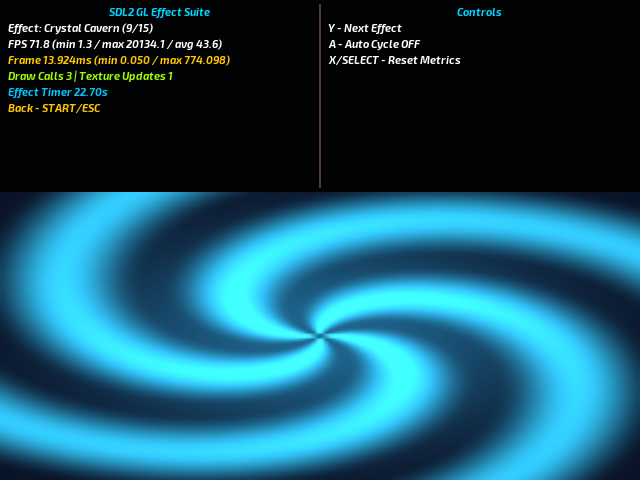 SDL2 GL Effect Suite
Effect: Crystal Cavern (9/15)
FPS 71.8 (min 1.3 / max 20134.1 / avg 43.6)
Frame 13.924ms (min 0.050 / max 774.098)
Draw Calls 3 | Texture Updates 1
Effect Timer 22.70s
Back - START/ESC
Controls
Y - Next Effect
A - Auto Cycle OFF
X/SELECT - Reset Metrics